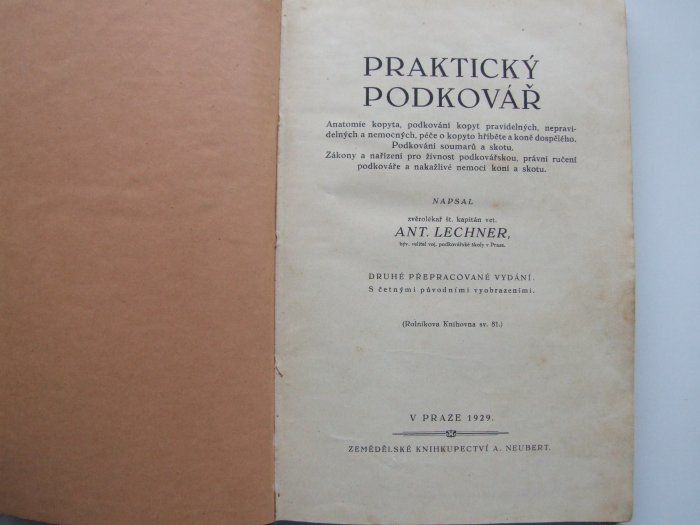 PRAKTICKÝ
PODKOVÁŘ
Anatomie kopyta, podkování kopyt pravidelných, nepravi-
delných a nemocných, péče o kopyto hříběte a koně dospělého.
Podkování soumarů a skotu.
Zákony a nařízení pro živnost podkovářskou, právní ručení
podkováře a nakažlivé nemoci koní a skotu.
NAPSAL
zvěrolékař št. kapitán vet.
ANT. LECHNER,
býv. velitel voj. podkovářské školy v Praze.
DRUHÉ PŘEPRACOVANÉ VYDÁNÍ.
S četnými původními vyobrazeními.
(Rolníkova Knihovna sv. 81.)
V PRAZE 1929.
ZEMĚDĚLSKÉ KNIHKUPECTVÍ A. NEUBERT.